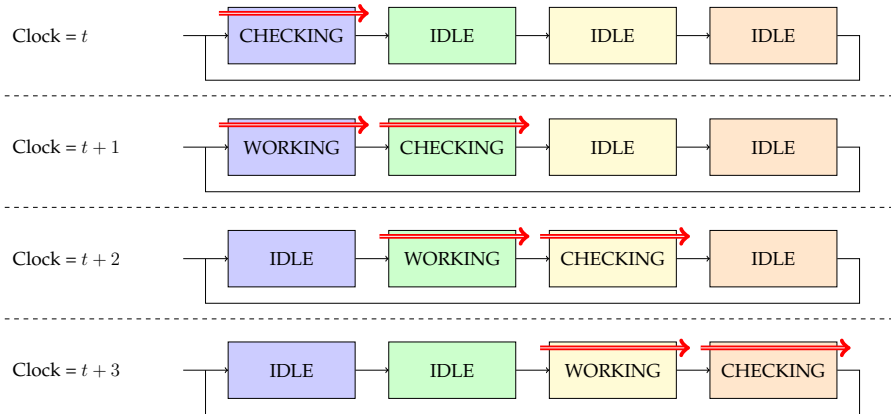 Clock = t CHECKING IDLE IDLE IDLE
Clock = t + 1 WORKING CHECKING IDLE IDLE
Clock = t + 2 IDLE WORKING CHECKING IDLE
Clock = t + 3 IDLE IDLE WORKING CHECKING